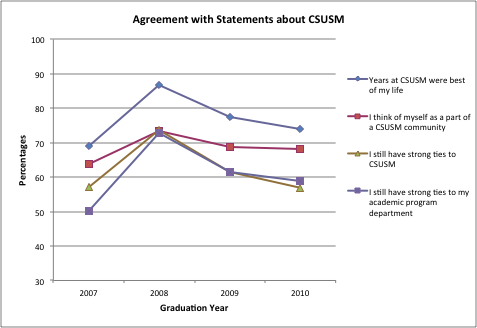 Agreement with Statements about CSUSM
100
90
80
70
60
50
40
30
Percentages
2007
2008
2009
2010
Graduation Year
Years at CSUSM were best
of my life
I think of myself as a part of
a CSUSM community
I still have strong ties to
CSUSM
I still have strong ties to my
academic program
department